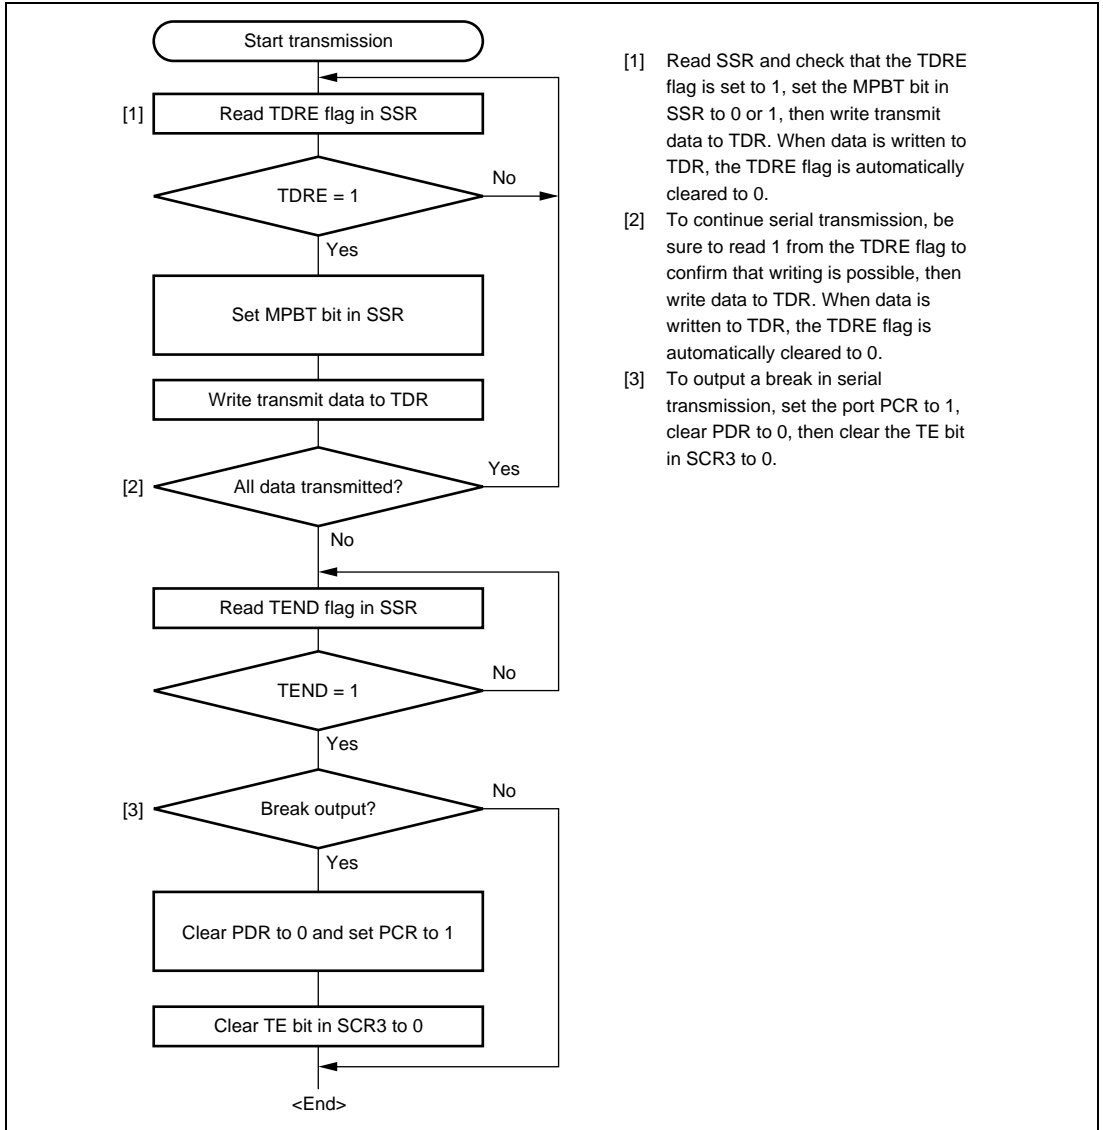 Start transmission
[1]
Read TDRE flag in SSR
TDRE = 1
No
Yes
Set MPBT bit in SSR
Write transmit data to TDR
[2]
All data transmitted?
Yes
No
Read TEND flag in SSR
TEND = 1
No
Yes
[3]
Break output?
No
Yes
Clear PDR to 0 and set PCR to 1
Clear TE bit in SCR3 to 0
<End>
[1] Read SSR and check that the TDRE
flag is set to 1, set the MPBT bit in
SSR to 0 or 1, then write transmit
data to TDR. When data is written to
TDR, the TDRE flag is automatically
cleared to 0.
[2] To continue serial transmission, be
sure to read 1 from the TDRE flag to
confirm that writing is possible, then
write data to TDR. When data is
written to TDR, the TDRE flag is
automatically cleared to 0.
[3] To output a break in serial
transmission, set the port PCR to 1,
clear PDR to 0, then clear the TE bit
in SCR3 to 0.